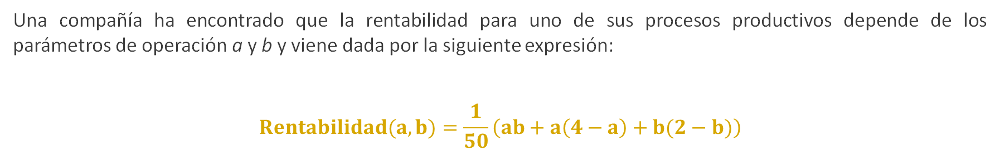 Una compañía ha encontrado que la rentabilidad para uno de sus procesos productivos depende de los
parámetros de operación a y b y viene dada por la siguiente expresión:
Rentabilidad(a, b) = 1/50 (ab + a(4 − a) + b(2 − b))